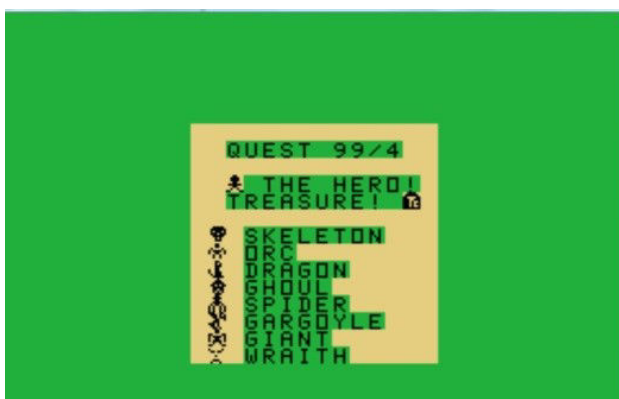 QUEST 99/4
THE HERO!
TREASURE!
SKELETON
ORC
DRAGON
GHOUL
SPIDER
GARGOYLE
GIANT
WRAITH